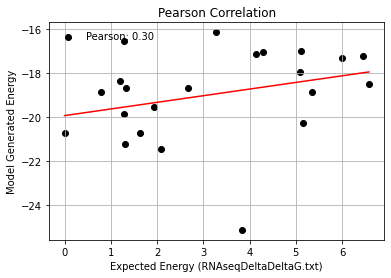 Pearson Correlation
Pearson: 0.30
Model Generated Energy
−16
−18
−20
−22
−24
0 1 2 3 4 5 6
Expected Energy (RNAseqDeltaDeltaG.txt)